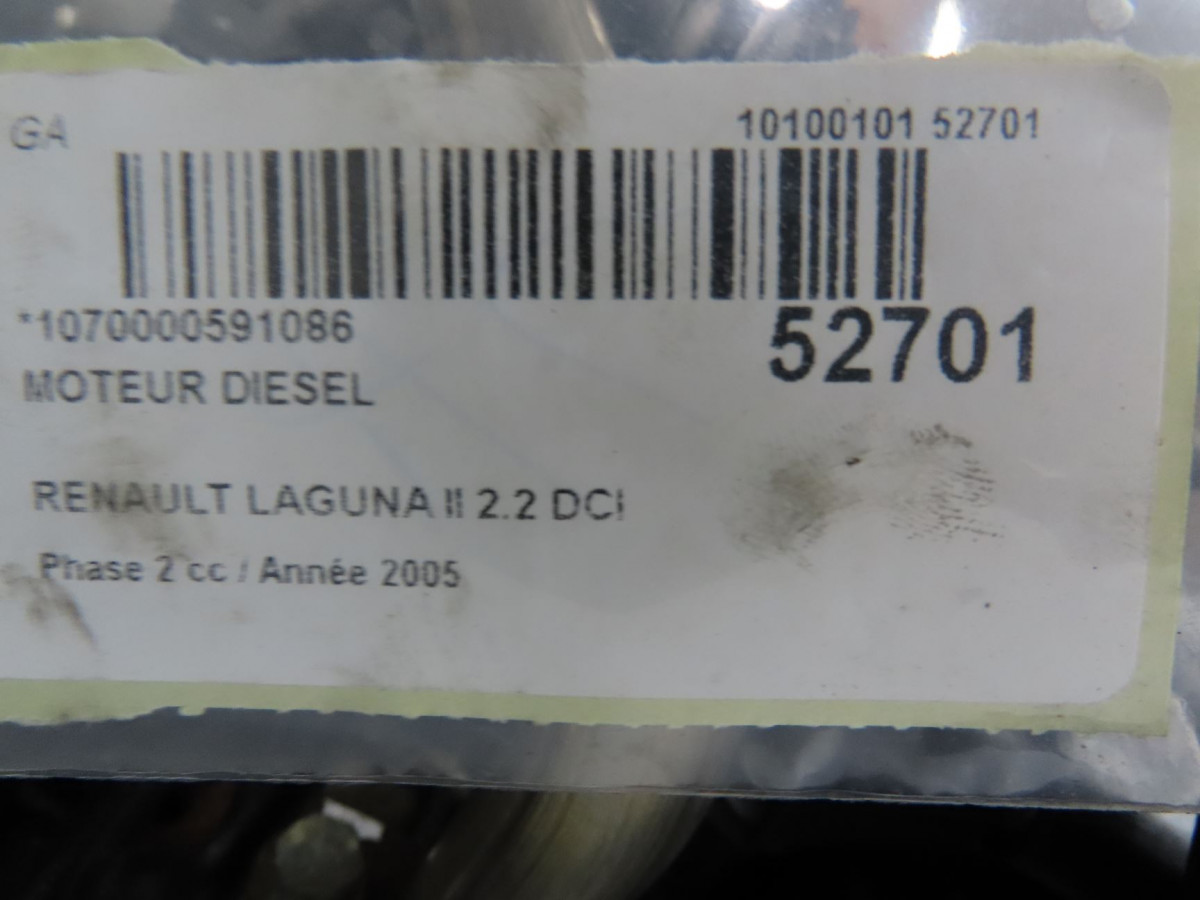 GA
10100101 52701
*1070000591086
52701
MOTEUR DIESEL
RENAULT LAGUNA II 2.2 DCI
Phase 2 cc / Année 2005